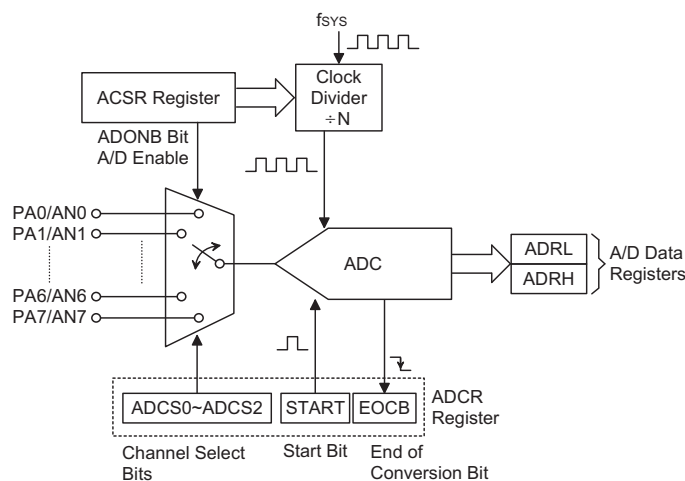 fSYS
ACSR Register
Clock
Divider
÷N
ADONB Bit
A/D Enable
PA0/AN0
PA1/AN1
PA6/AN6
PA7/AN7
ADC
ADRL
ADRH
A/D Data
Registers
ADCS0~ADCS2
START
EOCB
ADCR
Register
Channel Select
Bits
Start Bit
End of
Conversion Bit